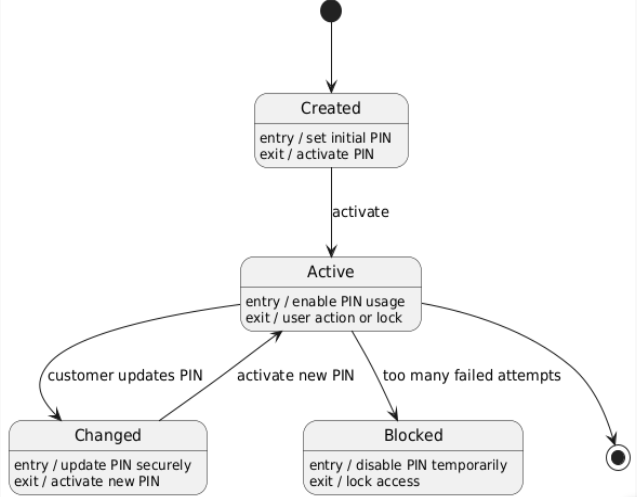 Created
entry / set initial PIN
exit / activate PIN
activate
Active
entry / enable PIN usage
exit / user action or lock
customer updates PIN
activate new PIN
too many failed attempts
Changed
entry / update PIN securely
exit / activate new PIN
Blocked
entry / disable PIN temporarily
exit / lock access